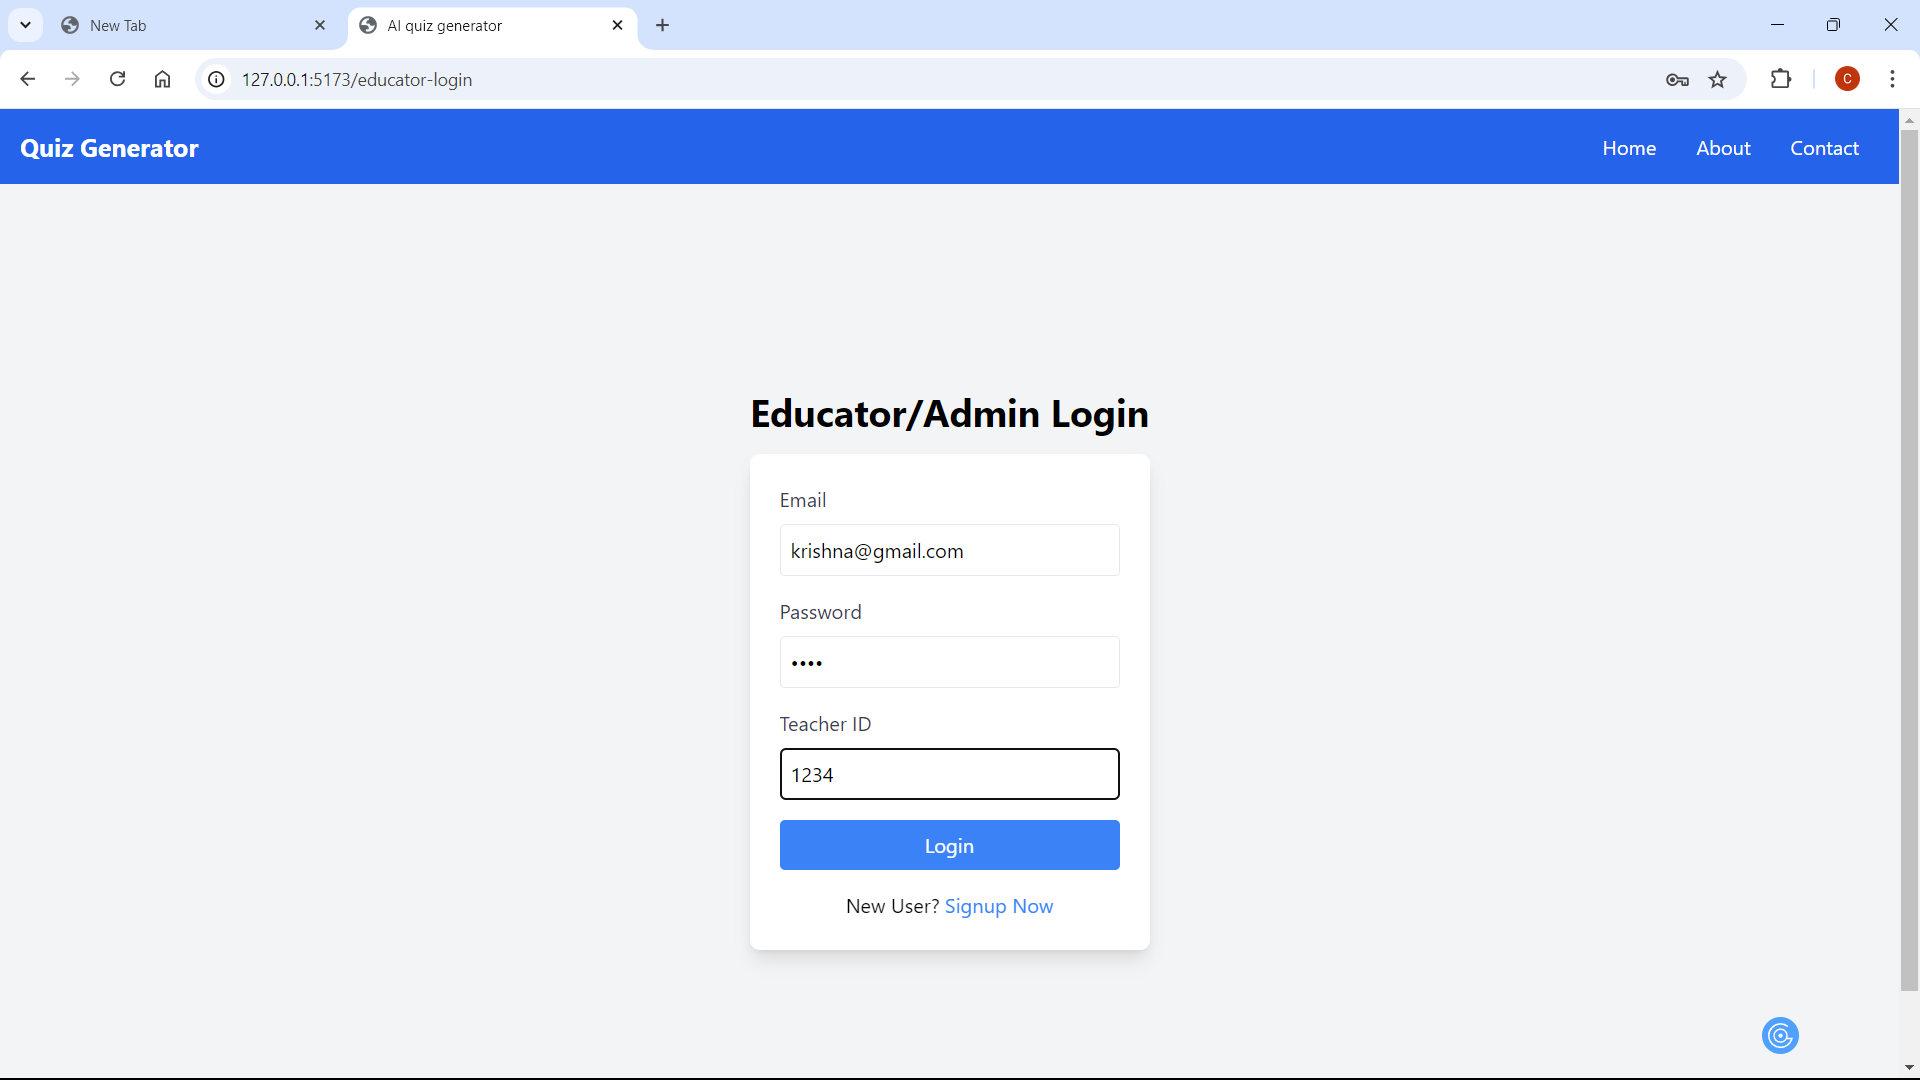 New Tab
AI quiz generator
127.0.0.1:5173/educator-login
C
Quiz Generator
Home About Contact
Educator/Admin Login
Email
krishna@gmail.com
Password
••••
Teacher ID
1234
Login
New User? Signup Now